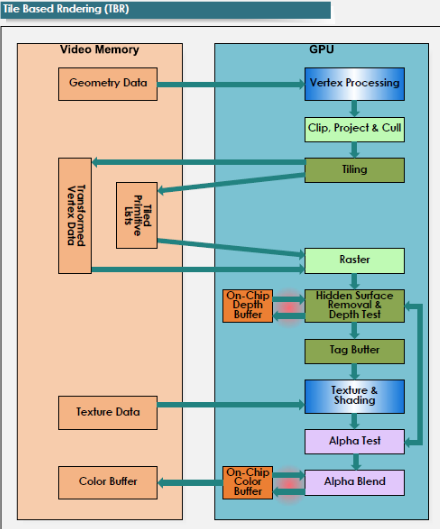 Tile Based Rndering (TBR)
Video Memory
GPU
Geometry Data
Vertex Processing
Clip, Project & Cull
Tiling
Transformed
Vertex Data
Tiled
Primitive
Lists
Raster
On-Chip
Depth
Buffer
Hidden Surface
Removal &
Depth Test
Tag Buffer
Texture Data
Texture &
Shading
Alpha Test
Color Buffer
On-Chip
Color
Buffer
Alpha Blend